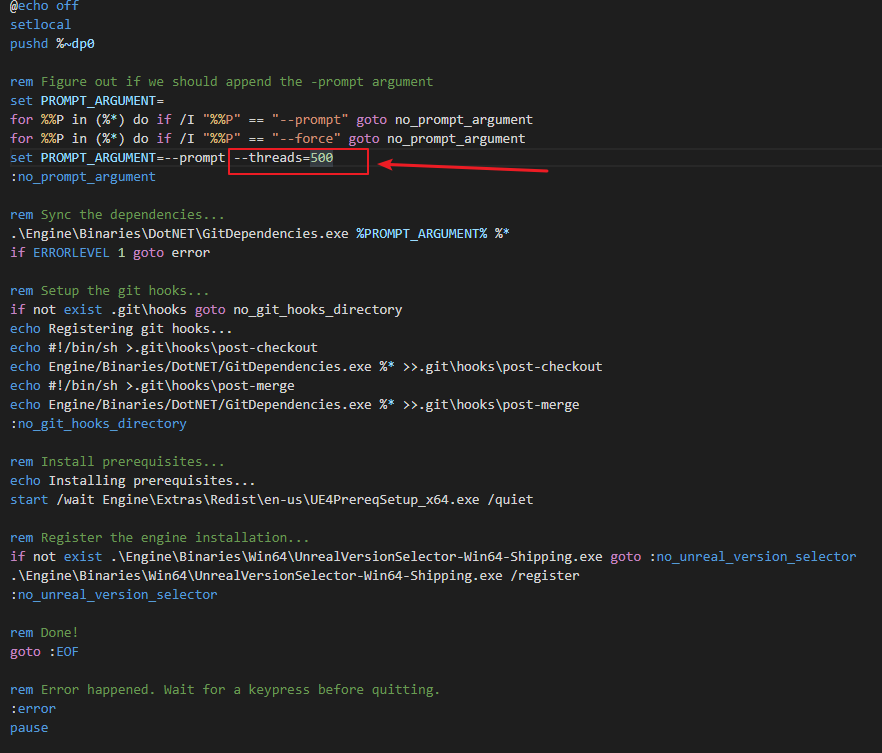 @echo off
setlocal
pushd %~dp0
rem Figure out if we should append the -prompt argument
set PROMPT_ARGUMENT=
for %%P in (%*) do if /I "%%P" == "--prompt" goto no_prompt_argument
for %%P in (%*) do if /I "%%P" == "--force" goto no_prompt_argument
set PROMPT_ARGUMENT=--prompt --threads=500
:no_prompt_argument
rem Sync the dependencies...
.\Engine\Binaries\DotNET\GitDependencies.exe %PROMPT_ARGUMENT% %*
if ERRORLEVEL 1 goto error
rem Setup the git hooks...
if not exist .git\hooks goto no_git_hooks_directory
echo Registering git hooks...
echo #!/bin/sh >.git\hooks\post-checkout
echo Engine/Binaries/DotNET/GitDependencies.exe %* >>.git\hooks\post-checkout
echo #!/bin/sh >.git\hooks\post-merge
echo Engine/Binaries/DotNET/GitDependencies.exe %* >>.git\hooks\post-merge
:no_git_hooks_directory
rem Install prerequisites...
echo Installing prerequisites...
start /wait Engine\Extras\Redist\en-us\UE4PrereqSetup_x64.exe /quiet
rem Register the engine installation...
if not exist .\Engine\Binaries\Win64\UnrealVersionSelector-Win64-Shipping.exe goto :no_unreal_version_selector
.\Engine\Binaries\Win64\UnrealVersionSelector-Win64-Shipping.exe /register
:no_unreal_version_selector
rem Done!
goto :EOF
rem Error happened. Wait for a keypress before quitting.
:error
pause